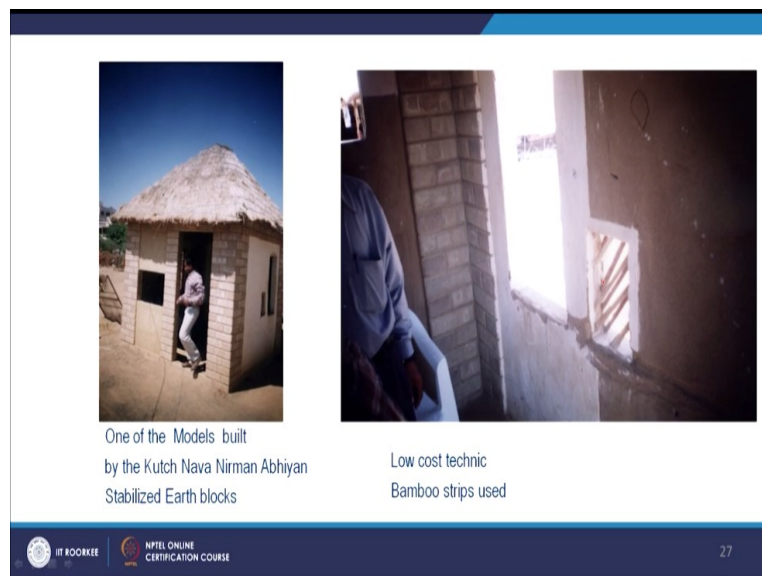 One of the Models built
by the Kutch Nava Nirman Abhiyan
Stabilized Earth blocks
Low cost technic
Bamboo strips used
IIT ROORKEE
NPTEL ONLINE
CERTIFICATION COURSE
27